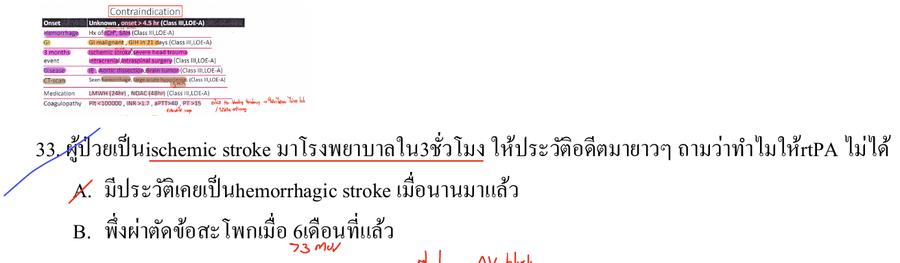 Contraindication
Onset Unknown , onset > 4.5 hr (Class III,LOE-A)
Hemorrhage Hx of ICH, SAH (Class III,LOE-A)
GI GI malignant , GIH in 21 days (Class III,LOE-A)
3 months Ischemic stroke severe head trauma
event Intracranial,Intraspinal surgery (Class III,LOE-A)
Disease IE, Aortic dissection, Brain tumor (Class III,LOE-A)
CT-scan Seen hemorrhage, large acute (Class III,LOE-A)
Medication LMWH (24hr) , NOAC (48hr) (Class III,LOE-A)
Coagulopathy Plt <100000 , INR >1.7 , aPTT>40 , PT >15
33. ผู้ป่วยเป็นischemic stroke มาโรงพยาบาลใน3ชั่วโมง ให้ประวัติอดีตมายาวๆ ถามว่าทำไมให้rtPA ไม่ได้
A. มีประวัติเคยเป็นhemorrhagic stroke เมื่อนานมาแล้ว
B. พึ่งผ่าตัดข้อสะโพกเมื่อ 6เดือนที่แล้ว
>3